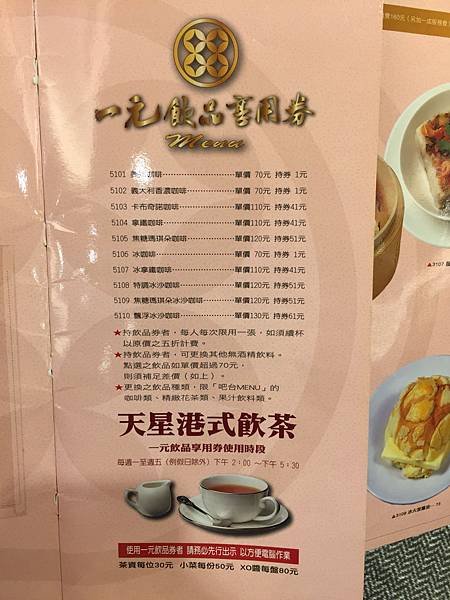 費160元（另加一成服務費
一元飲品享用券
Menu
5101 咖啡 單價 70元 持券 1元
5102 義大利香濃咖啡 單價 70元 持券 1元
5103 卡布奇諾咖啡 單價110元 持券41元
5104 拿鐵咖啡 單價110元 持券41元
5105 焦糖瑪琪朵咖啡 單價120元 持券51元
5106 冰咖啡 單價 70元 持券 1元
5107 冰拿鐵咖啡 單價110元 持券41元
5108 特調冰沙咖啡 單價120元 持券51元
5109 焦糖瑪琪朵冰沙咖啡 單價120元 持券51元
5110 飄浮冰沙咖啡 單價130元 持券61元
★持飲品券者，每人每次限用一張，如須續杯
以原價之五折計費。
★持飲品券者，可更換其他無酒精飲料。
點選之飲品如單價超過70元，
則須補足差價（如上）。
★更換之飲品種類，限「吧台MENU」的
咖啡類、精緻花茶類、果汁飲料類。
天星港式飲茶
一元飲品享用券使用時段
每週一至週五（例假日除外）下午 2：00 ～下午 5：30
使用一元飲品券者 請務必先行出示 以方便電腦作業
茶資每位30元 小菜每份50元 XO醬每盤80元
▲3107
▲3109